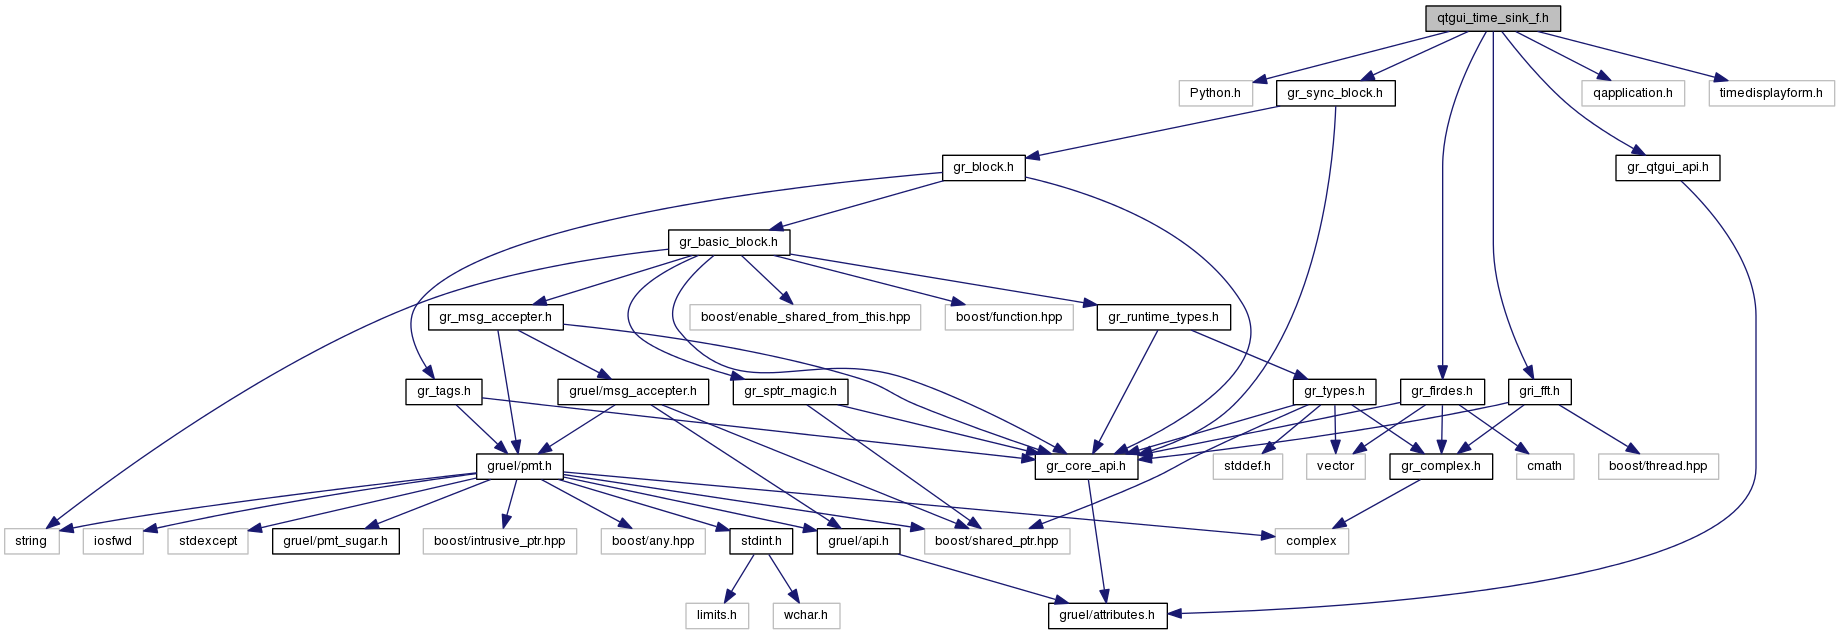 qtgui_time_sink_f.h
Python.h
gr_sync_block.h
qapplication.h
timedisplayform.h
gr_block.h
gr_qtgui_api.h
gr_basic_block.h
gr_msg_accepter.h
boost/enable_shared_from_this.hpp
boost/function.hpp
gr_runtime_types.h
gr_tags.h
gruel/msg_accepter.h
gr_sptr_magic.h
gr_types.h
gr_firdes.h
gri_fft.h
gruel/pmt.h
gr_core_api.h
stddef.h
vector
gr_complex.h
cmath
boost/thread.hpp
string
iosfwd
stdexcept
gruel/pmt_sugar.h
boost/intrusive_ptr.hpp
boost/any.hpp
stdint.h
gruel/api.h
boost/shared_ptr.hpp
complex
limits.h
wchar.h
gruel/attributes.h